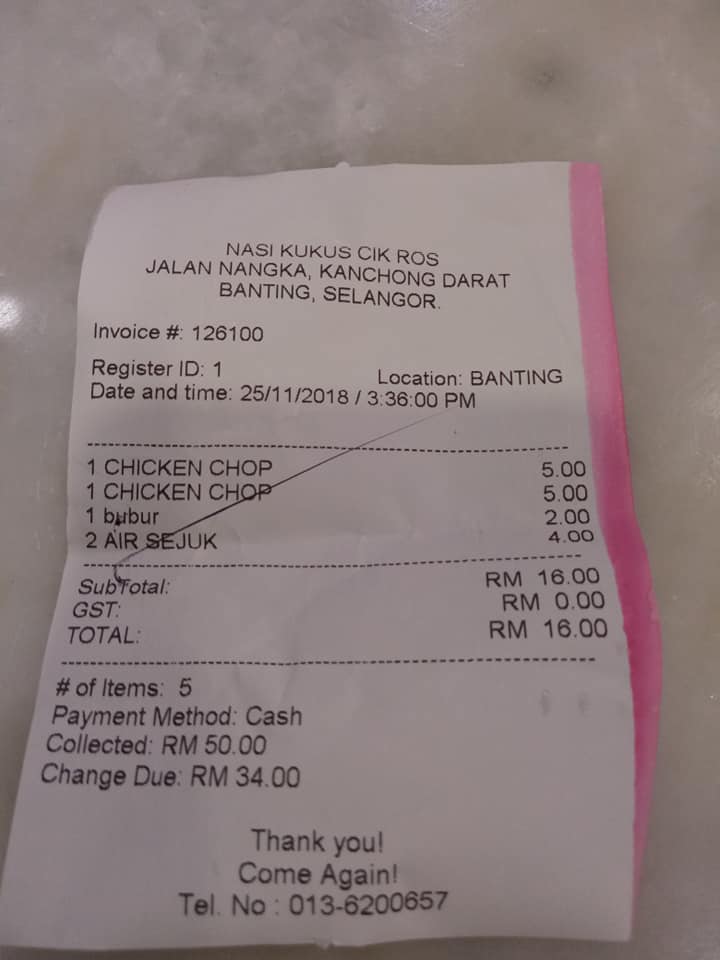 NASI KUKUS CIK ROS
JALAN NANGKA, KANCHONG DARAT
BANTING, SELANGOR.
Invoice #: 126100
Register ID: 1 Location: BANTING
Date and time: 25/11/2018 / 3:36:00 PM
1 CHICKEN CHOP 5.00
1 CHICKEN CHOP 5.00
1 bubur 2.00
2 AIR SEJUK 4.00
SubTotal: RM 16.00
GST: RM 0.00
TOTAL: RM 16.00
# of Items: 5
Payment Method: Cash
Collected: RM 50.00
Change Due: RM 34.00
Thank you!
Come Again!
Tel. No : 013-6200657